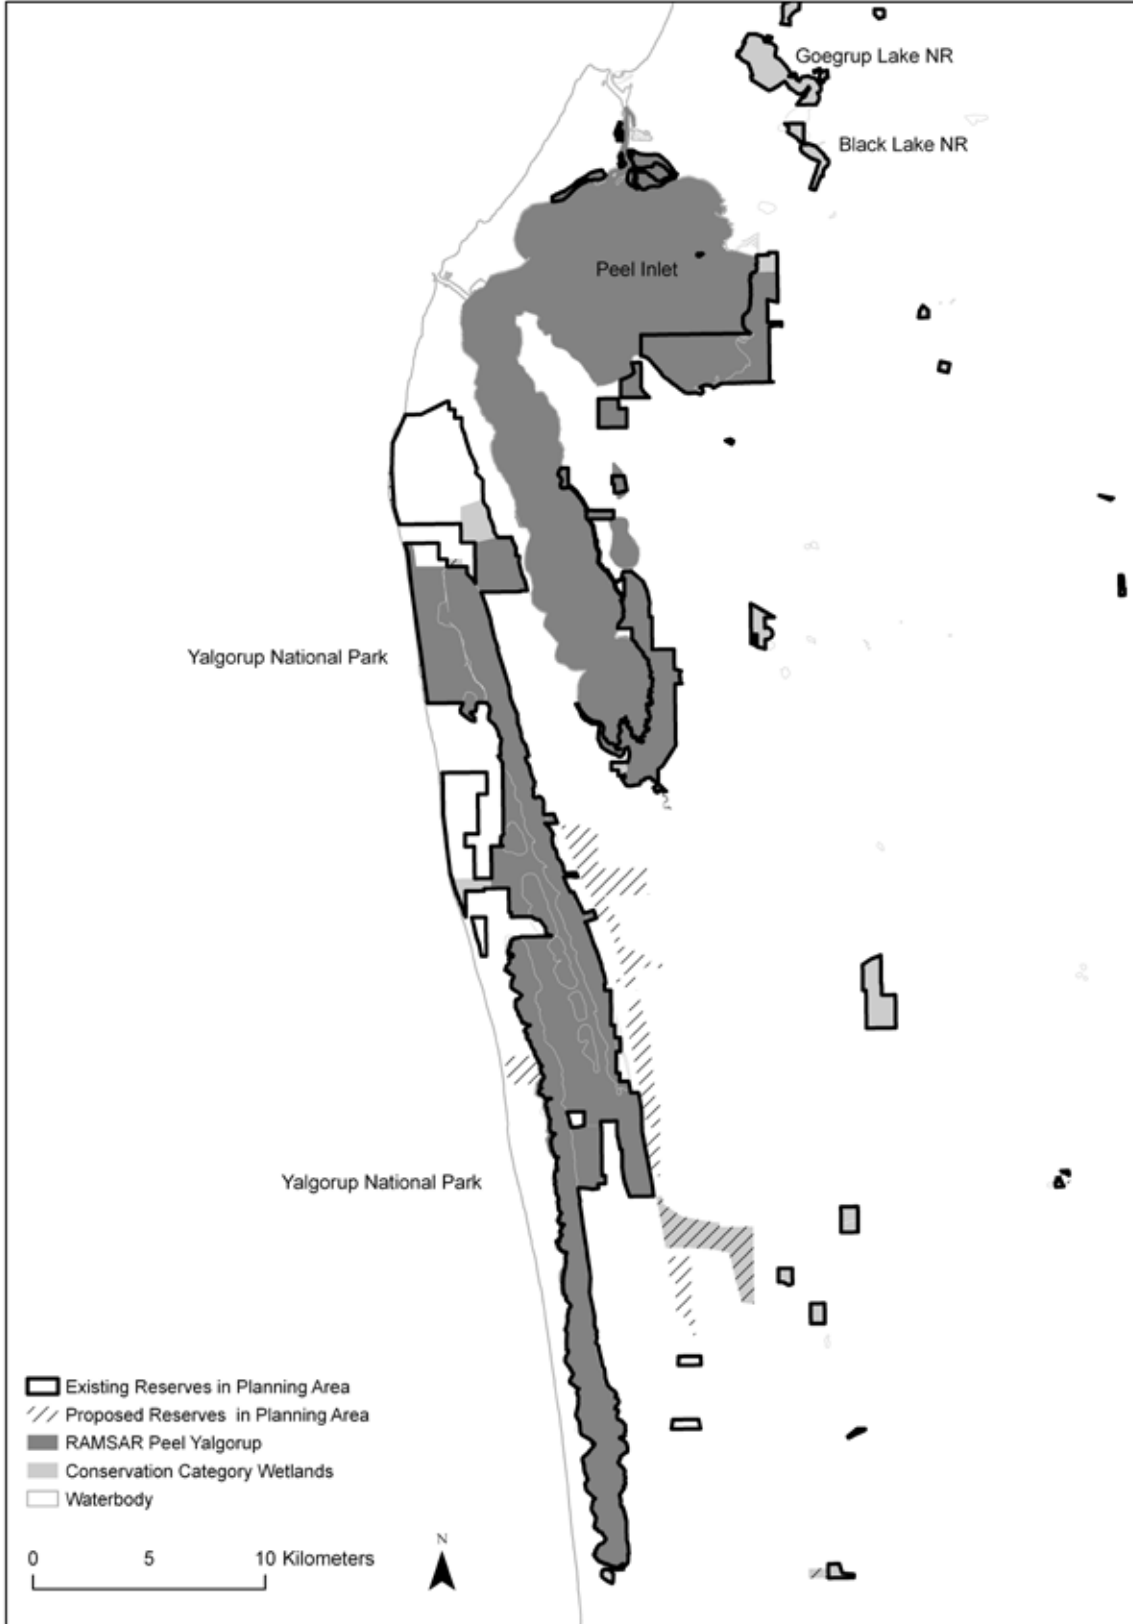 Goegrup Lake NR
Black Lake NR
Peel Inlet
Yalgorup National Park
Yalgorup National Park
Existing Reserves in Planning Area
Proposed Reserves in Planning Area
RAMSAR Peel Yalgorup
Conservation Category Wetlands
Waterbody
N
0 5 10 Kilometers